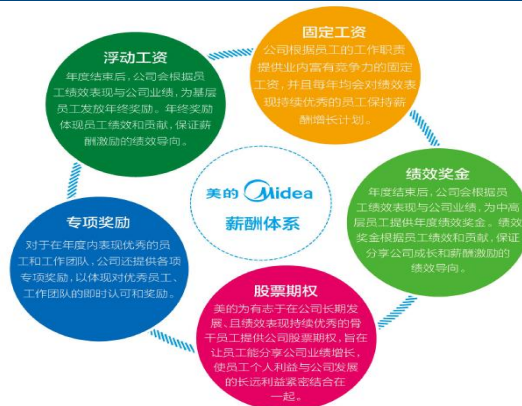 固定工资
公司根据员工的工作职责
提供业内富有竞争力的固定
工资，并且每年均会对绩效表
现持续优秀的员工保持薪
酬增长计划。
浮动工资
年度结束后，公司会根据员
工绩效表现与公司业绩，为基层
员工发放年终奖励。年终奖励
体现员工绩效和贡献，保证薪
酬激励的绩效导向。
绩效奖金
年度结束后，公司会根据员
工绩效表现与公司业绩，为中高
层员工提供年度绩效奖金。绩效
奖金根据员工绩效和贡献，保证
分享公司成长和薪酬激励的
绩效导向。
美的 Midea
薪酬体系
专项奖励
对于在年度内表现优秀的员
工和工作团队，公司还提供各项
专项奖励，以体现对优秀员工、
工作团队的即时认可和奖励。
股票期权
美的为有志于在公司长期发
展，且绩效表现持续优秀的骨
干员工提供公司股票期权，旨在
让员工能分享公司业绩增长，
使员工个人利益与公司发展
的长远利益紧密结合在
一起。